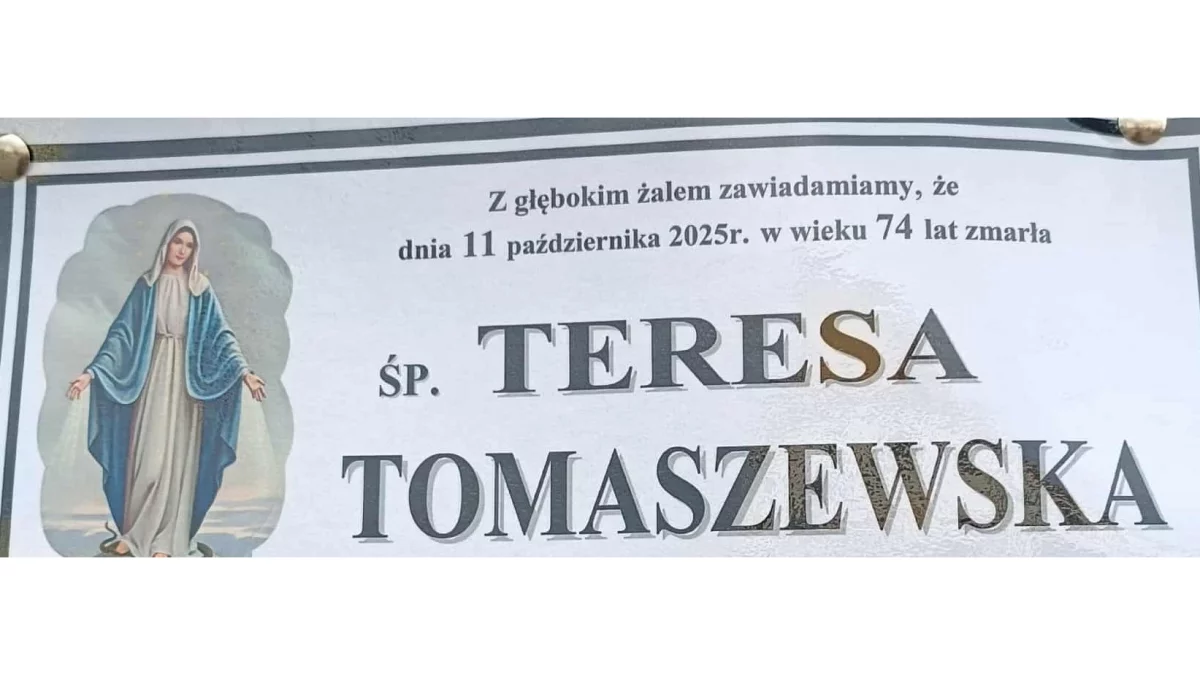 Z głębokim żalem zawiadamiamy, że
dnia 11 października 2025r. w wieku 74 lat zmarła
ŚP. TERESA
TOMASZEWSKA